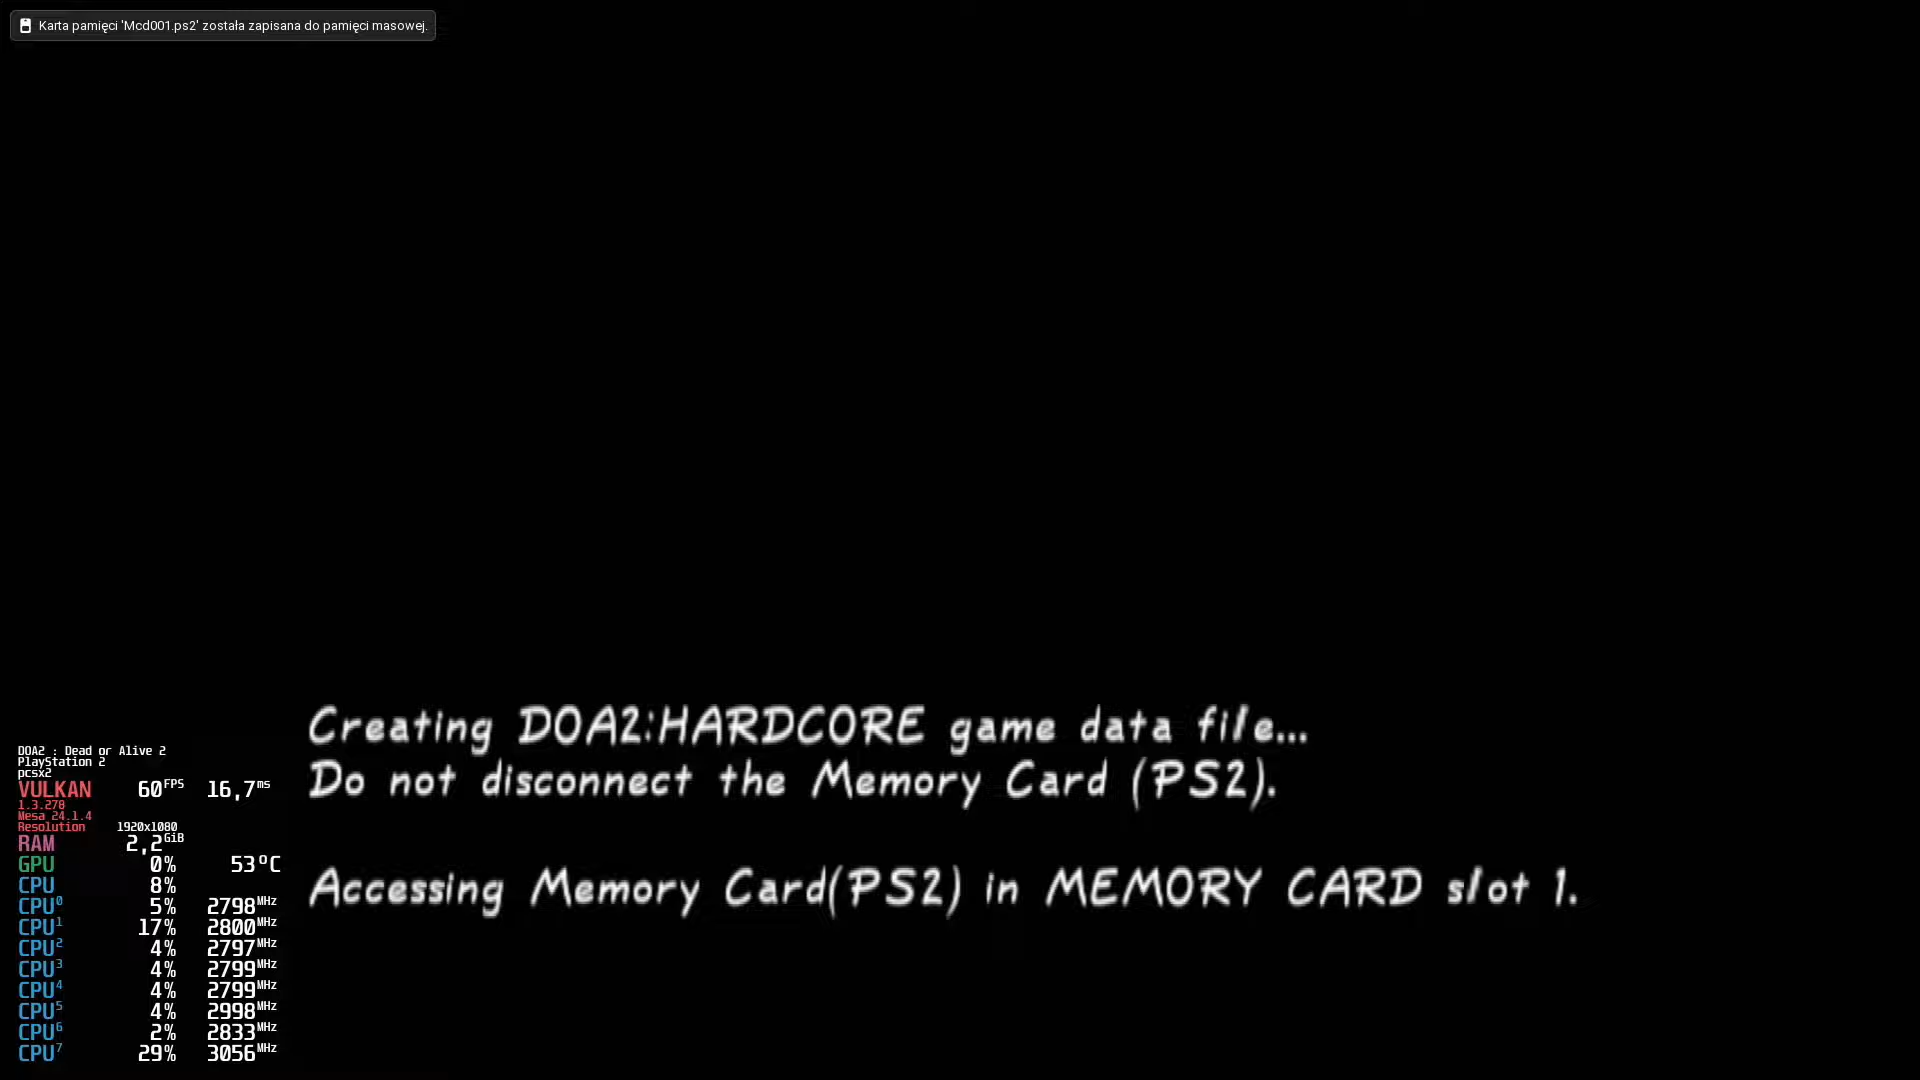 Karta pamięci 'Mcd001.ps2' została zapisana do pamięci masowej.
Creating DOA2:HARDCORE game data file...
Do not disconnect the Memory Card (PS2).
Accessing Memory Card(PS2) in MEMORY CARD slot 1.
DOA2 : Dead or Alive 2
PlayStation 2
pcsx2
VULKAN 60FPS 16,7ms
1.3.278
Mesa 24.1.4
Resolution 1920x1080
RAM 2,2GiB
GPU 0% 53°C
CPU 8%
CPU0 5% 2798MHz
CPU1 17% 2800MHz
CPU2 4% 2797MHz
CPU3 4% 2799MHz
CPU4 4% 2799MHz
CPU5 4% 2998MHz
CPU6 2% 2833MHz
CPU7 29% 3056MHz